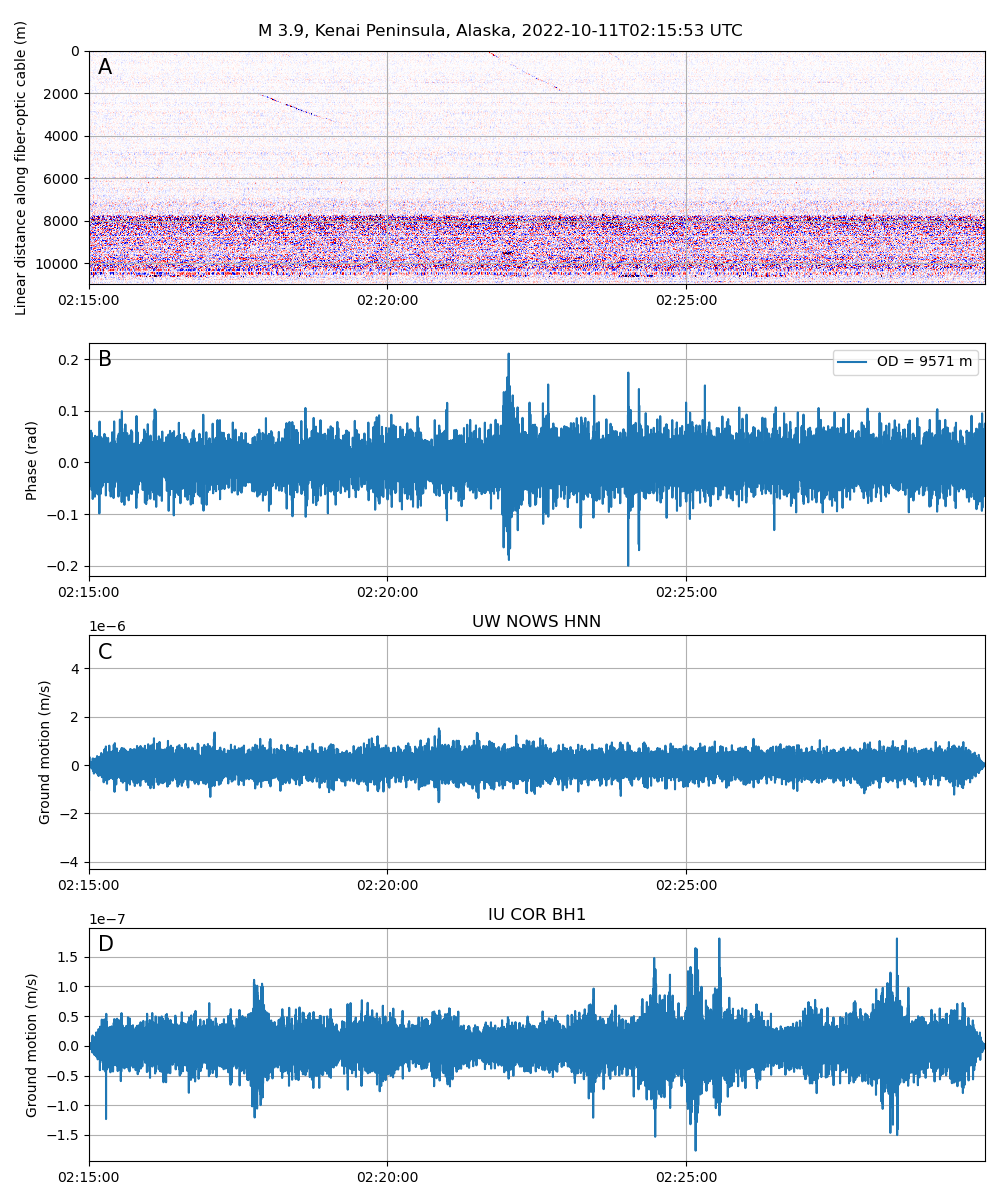 M 3.9, Kenai Peninsula, Alaska, 2022-10-11T02:15:53 UTC
Linear distance along fiber-optic cable (m)
A
0
2000
4000
6000
8000
10000
02:15:00 02:20:00 02:25:00
B
OD = 9571 m
Phase (rad)
0.2
0.1
0.0
−0.1
−0.2
02:15:00 02:20:00 02:25:00
UW NOWS HNN
1e−6
C
Ground motion (m/s)
4
2
0
−2
−4
02:15:00 02:20:00 02:25:00
IU COR BH1
1e−7
D
Ground motion (m/s)
1.5
1.0
0.5
0.0
−0.5
−1.0
−1.5
02:15:00 02:20:00 02:25:00